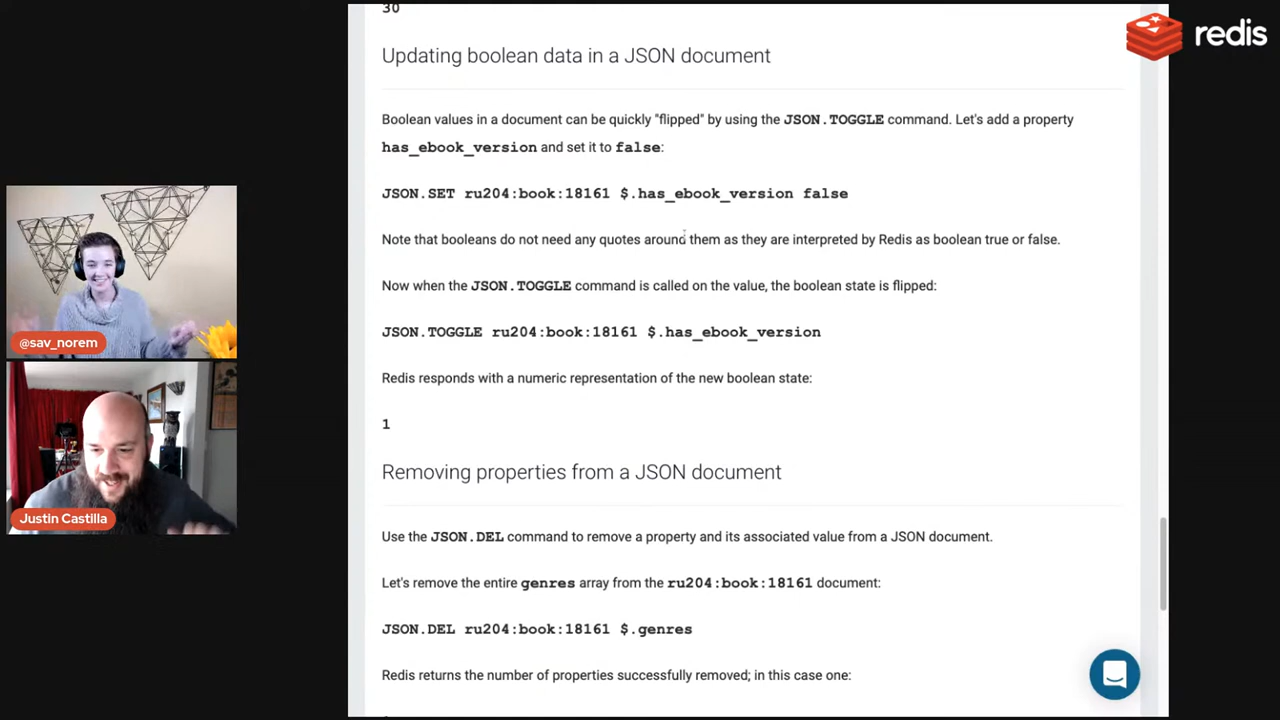 30
redis
Updating boolean data in a JSON document
Boolean values in a document can be quickly "flipped" by using the JSON.TOGGLE command. Let's add a property
has_ebook_version and set it to false:
JSON.SET ru204:book:18161 $.has_ebook_version false
Note that booleans do not need any quotes around them as they are interpreted by Redis as boolean true or false.
Now when the JSON.TOGGLE command is called on the value, the boolean state is flipped:
JSON.TOGGLE ru204:book:18161 $.has_ebook_version
@sav_norem
Redis responds with a numeric representation of the new boolean state:
1
Removing properties from a JSON document
Justin Castilla
Use the JSON.DEL command to remove a property and its associated value from a JSON document.
Let's remove the entire genres array from the ru204:book:18161 document:
JSON.DEL ru204:book:18161 $.genres
Redis returns the number of properties successfully removed; in this case one: